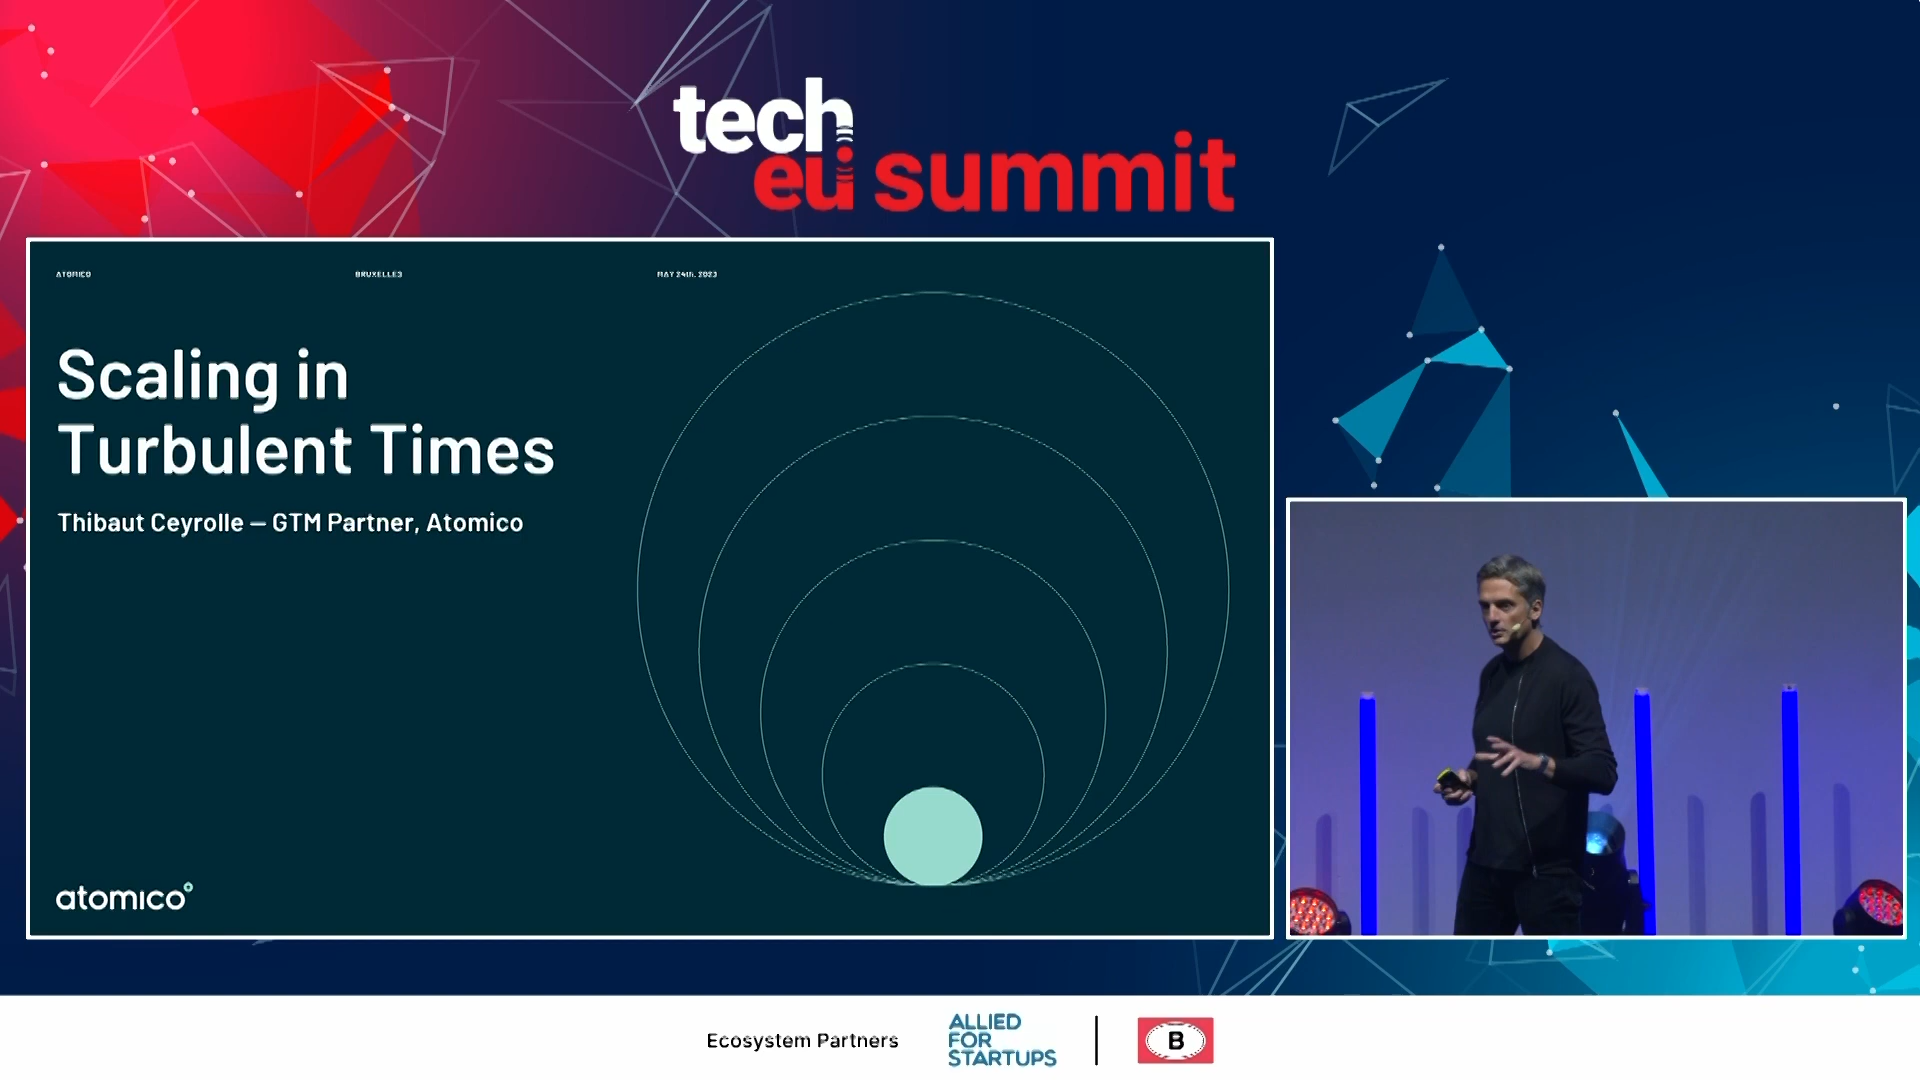 tech
eu summit
ATOMICO
BRUXELLES
MAY 24th, 2023
Scaling in
Turbulent Times
Thibaut Ceyrolle – GTM Partner, Atomico
atomico
Ecosystem Partners
ALLIED
FOR
STARTUPS
B